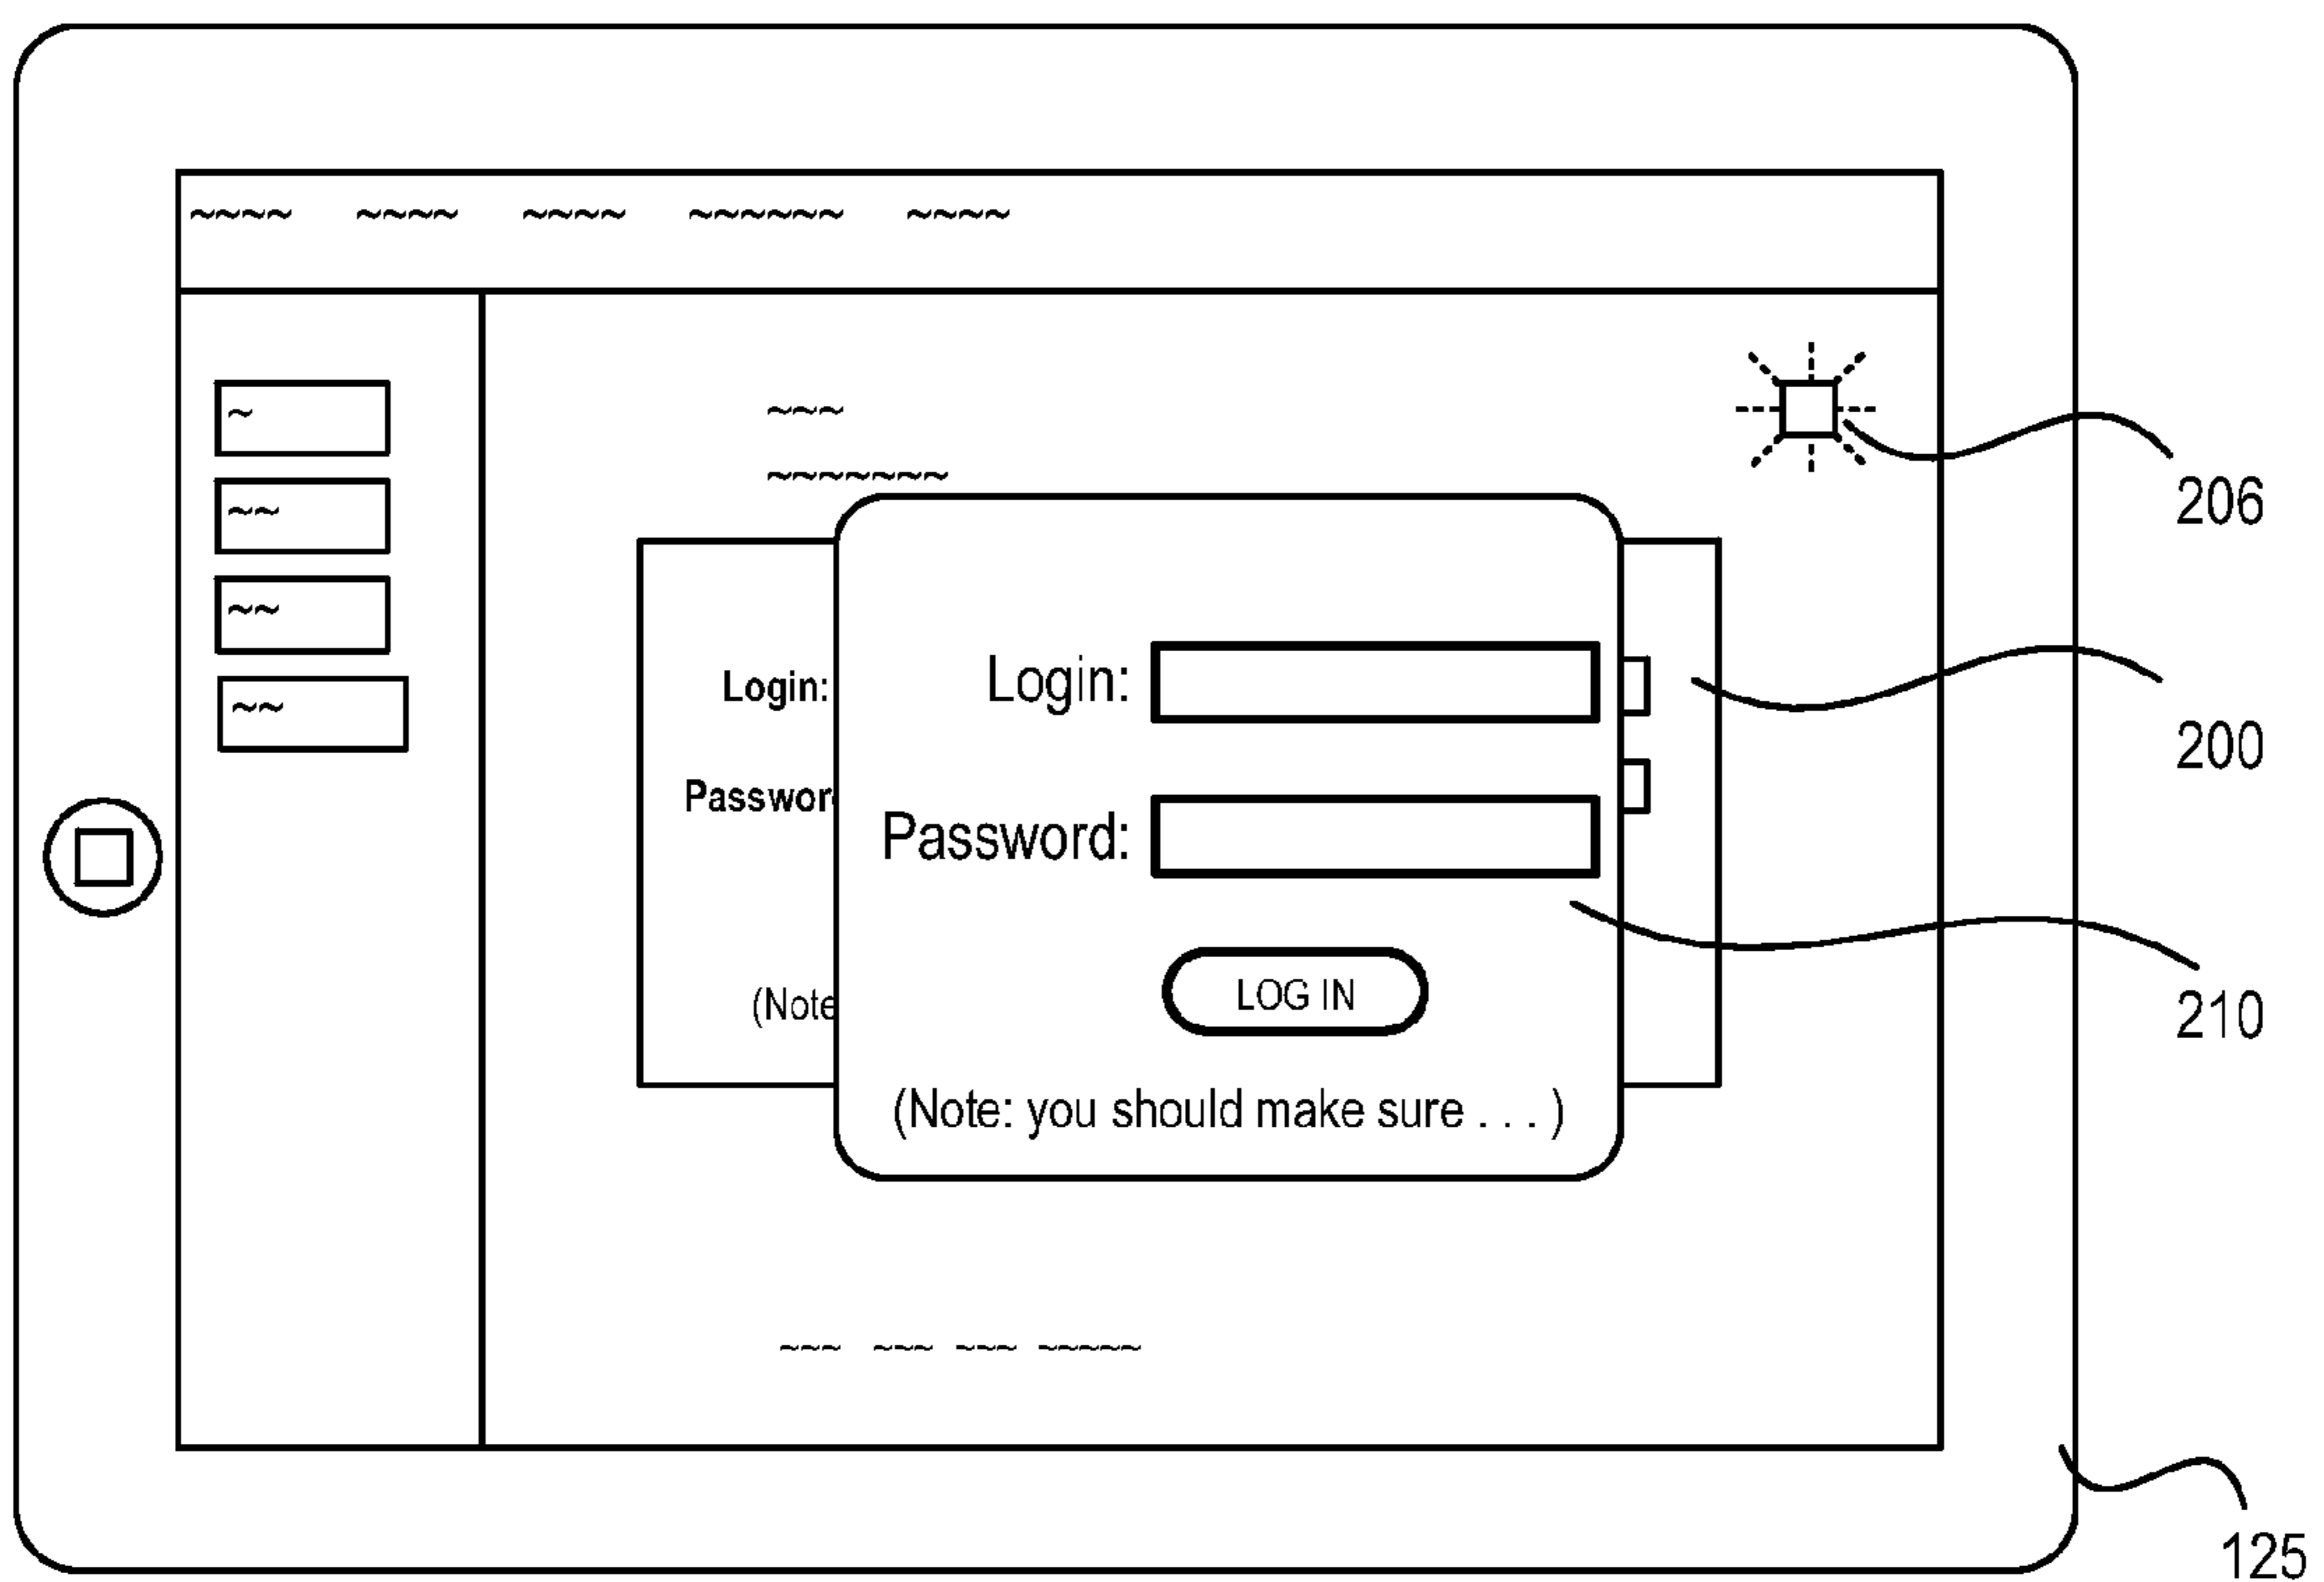 206
Login:
Login:
200
Passwor
Password:
LOG IN
210
(Note
(Note: you should make sure . . . )
125